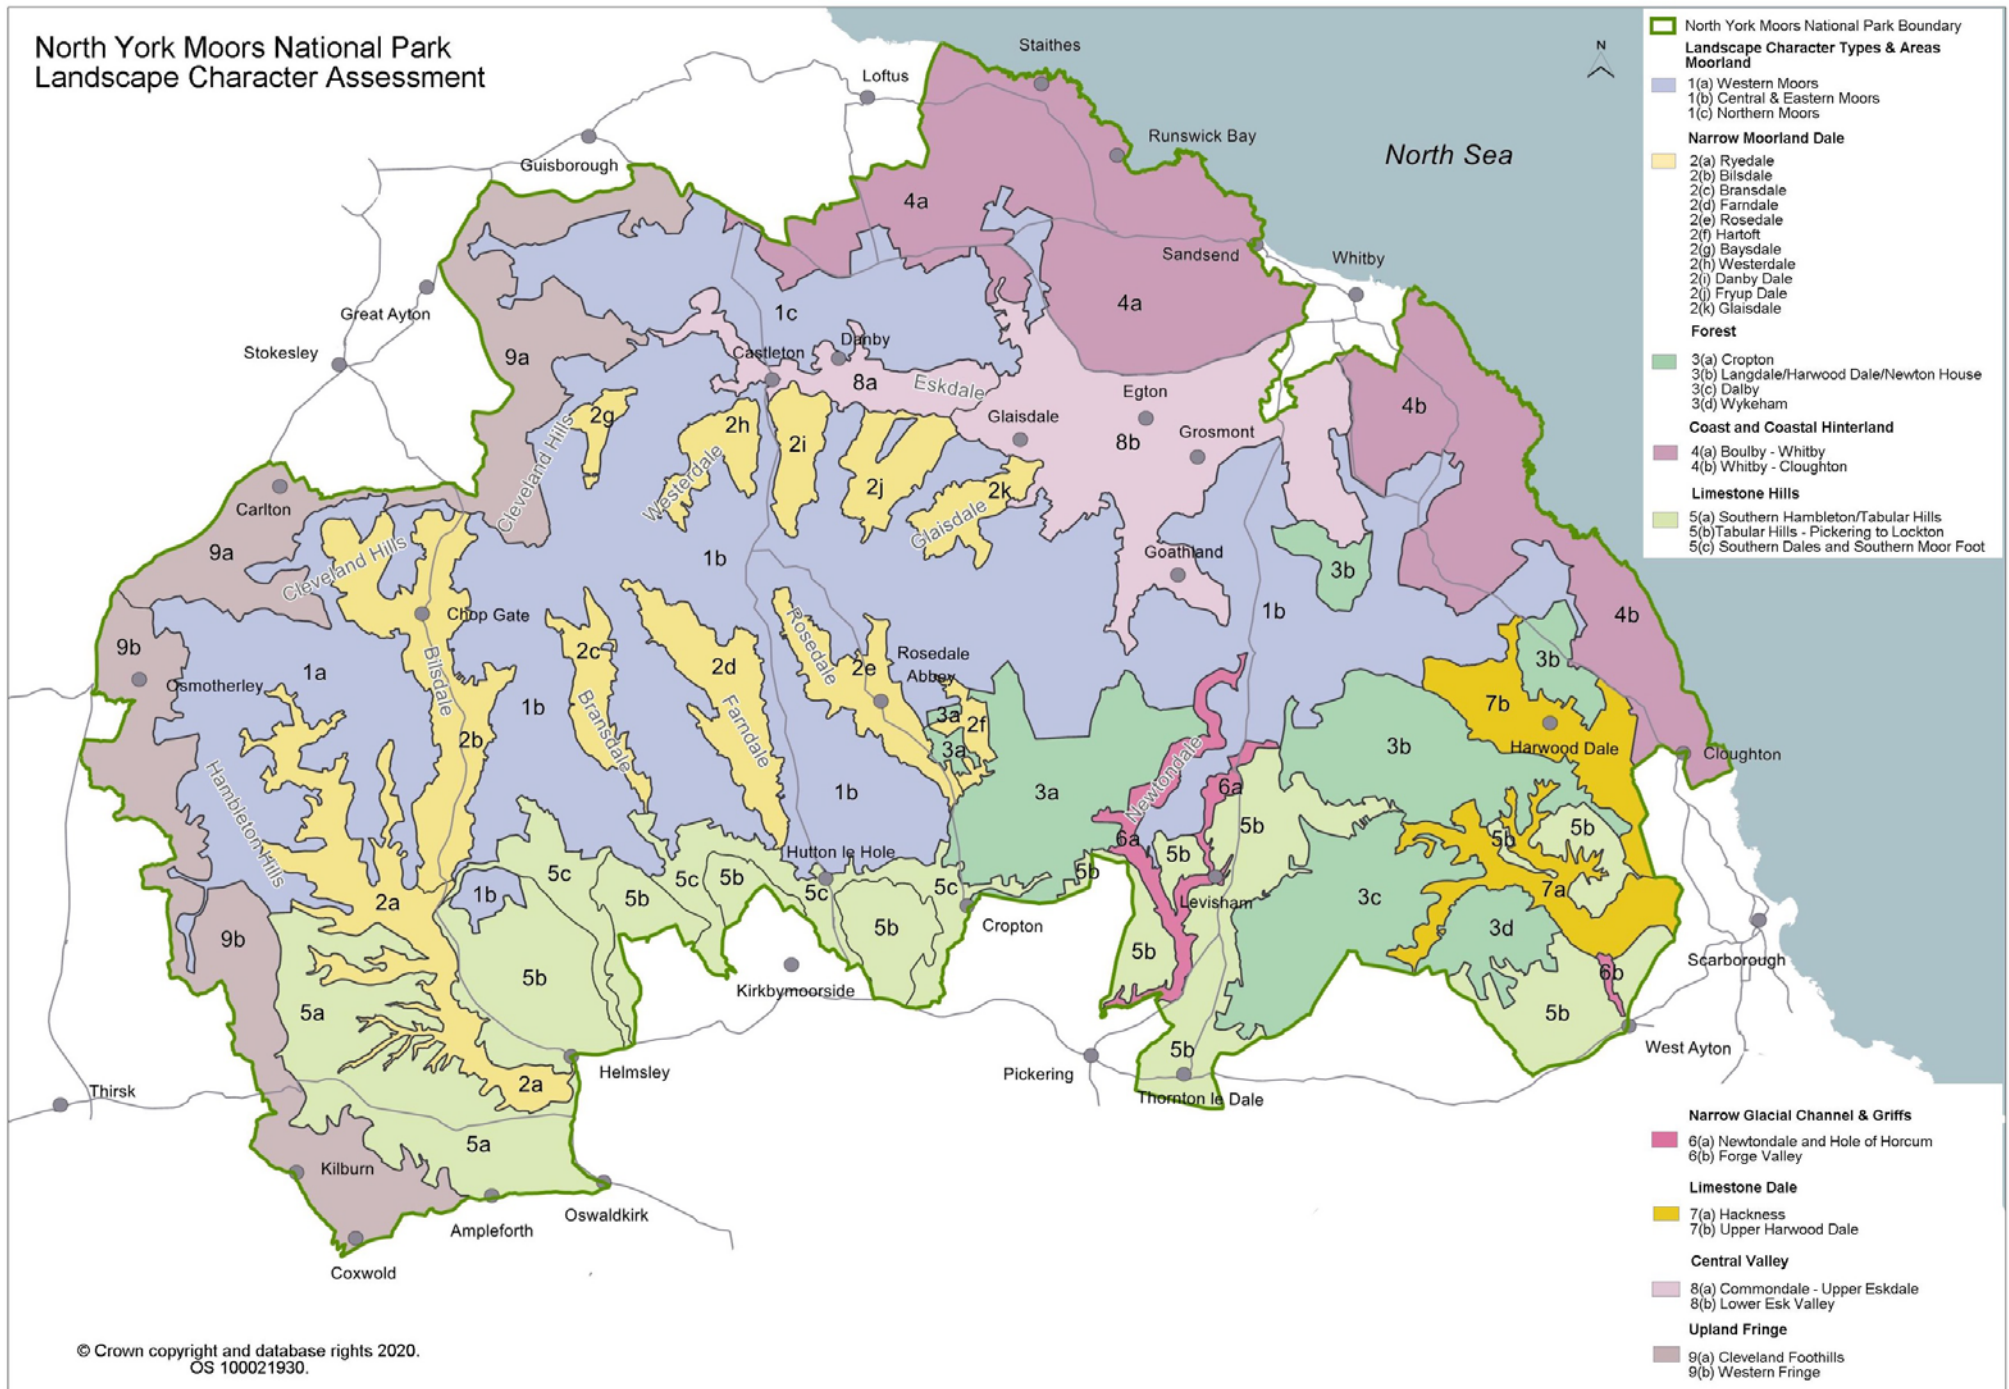 North York Moors National Park
Landscape Character Assessment
North York Moors National Park Boundary
Landscape Character Types & Areas
Moorland
1(a) Western Moors
1(b) Central & Eastern Moors
1(c) Northern Moors
Narrow Moorland Dale
2(a) Ryedale
2(b) Bilsdale
2(c) Bransdale
2(d) Farndale
2(e) Rosedale
2(f) Hartoft
2(g) Baysdale
2(h) Westerdale
2(i) Danby Dale
2(j) Fryup Dale
2(k) Glaisdale
Forest
3(a) Cropton
3(b) Langdale/Harwood Dale/Newton House
3(c) Dalby
3(d) Wykeham
Coast and Coastal Hinterland
4(a) Boulby - Whitby
4(b) Whitby - Cloughton
Limestone Hills
5(a) Southern Hambleton/Tabular Hills
5(b)Tabular Hills - Pickering to Lockton
5(c) Southern Dales and Southern Moor Foot
N
Staithes
Loftus
Runswick Bay
North Sea
Guisborough
4a
Sandsend
Whitby
Great Ayton
1c
4a
Stokesley
9a
Castleton
Danby
8a
Eskdale
Egton
4b
2g
2h
2i
Glaisdale
8b
Grosmont
Cleveland Hills
Westerdale
2j
2k
Glaisdale
Carlton
9a
Cleveland Hills
1b
Goathland
3b
Chop Gate
1b
4b
9b
Osmotherley
1a
Bilsdale
2c
2d
Rosedale
2e
Rosedale
Abbey
3b
1b
Bransdale
Farndale
3a
2f
7b
2b
3a
3b
Harwood Dale
Cloughton
Hambleton Hills
1b
3a
Newtondale
6a
5b
5b
5b
6a
5b
Hutton le Hole
2a
1b
5c
5b
5c
5b
5c
5c
5b
Levisham
3c
7a
9b
5b
Cropton
3d
5b
5b
Kirkbymoorside
6b
Scarborough
5a
5b
West Ayton
5b
Helmsley
2a
Pickering
Thornton le Dale
Thirsk
5a
Kilburn
Ampleforth
Oswaldkirk
Coxwold
Narrow Glacial Channel & Griffs
6(a) Newtondale and Hole of Horcum
6(b) Forge Valley
Limestone Dale
7(a) Hackness
7(b) Upper Harwood Dale
Central Valley
8(a) Commondale - Upper Eskdale
8(b) Lower Esk Valley
Upland Fringe
9(a) Cleveland Foothills
9(b) Western Fringe
© Crown copyright and database rights 2020.
OS 100021930.